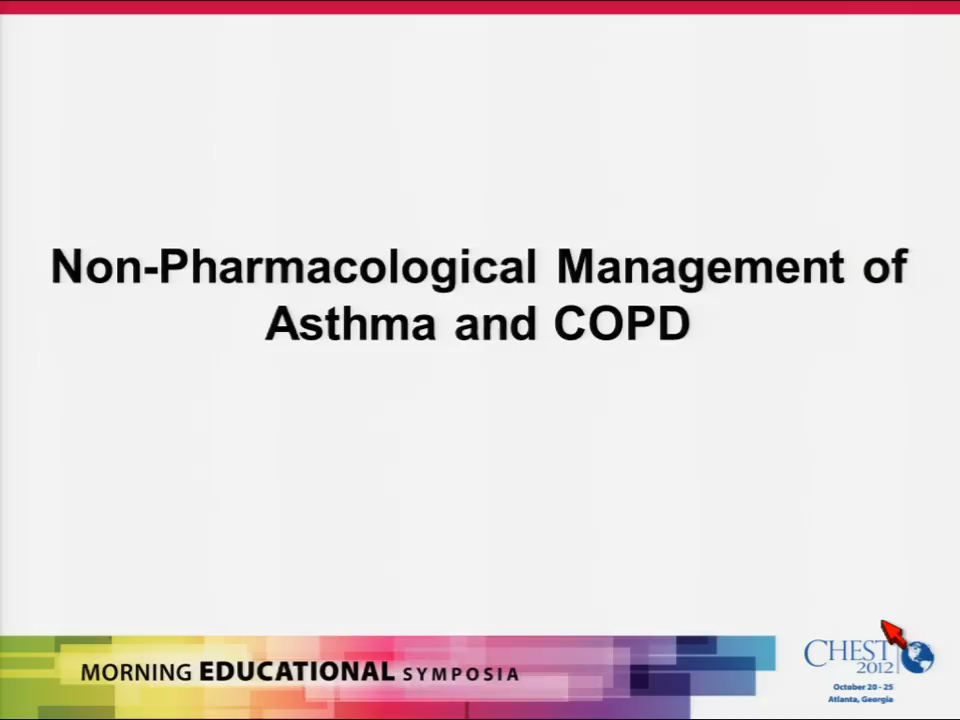 Non-Pharmacological Management of
Asthma and COPD
MORNING EDUCATIONAL SYMPOSIA
CHEST
2012
October 20 - 25
Atlanta, Georgia